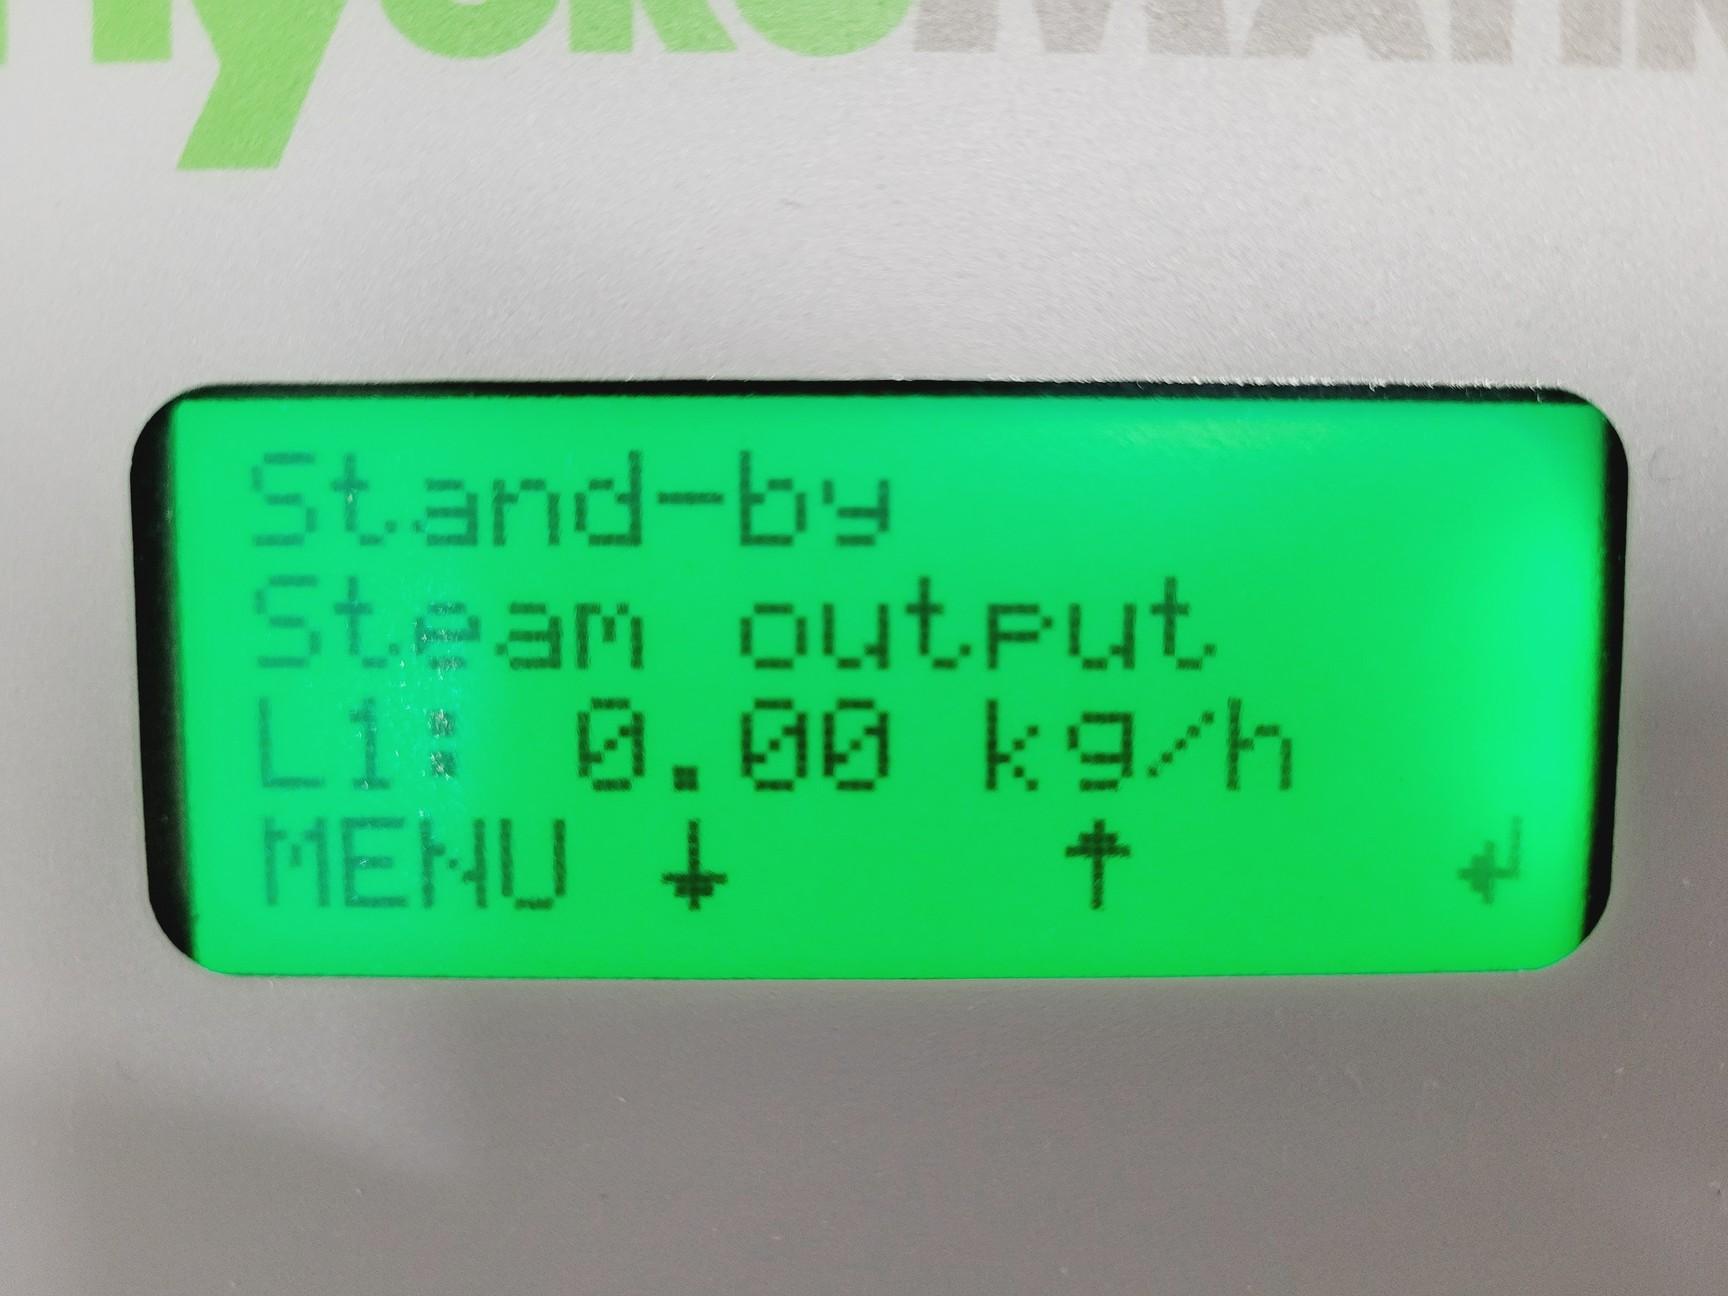 Stand-by
Steam output
L1: 0.00 kg/h
MENU ↓ ↑ ↵